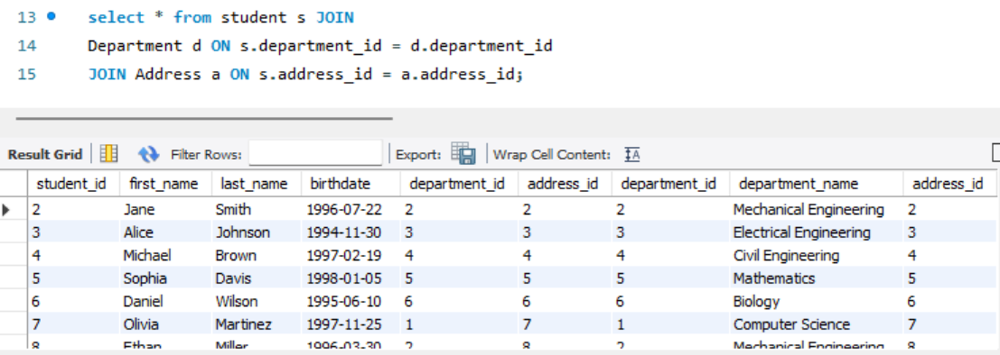 13 select * from student s JOIN
14 Department d ON s.department_id = d.department_id
15 JOIN Address a ON s.address_id = a.address_id;
Result Grid Filter Rows: Export: Wrap Cell Content: IA
student_id first_name last_name birthdate department_id address_id department_id department_name address_id
2 Jane Smith 1996-07-22 2 2 2 Mechanical Engineering 2
3 Alice Johnson 1994-11-30 3 3 3 Electrical Engineering 3
4 Michael Brown 1997-02-19 4 4 4 Civil Engineering 4
5 Sophia Davis 1998-01-05 5 5 5 Mathematics 5
6 Daniel Wilson 1995-06-10 6 6 6 Biology 6
7 Olivia Martinez 1997-11-25 1 7 1 Computer Science 7
8 Ethan Miller 1996-03-30 2 8 2 Mechanical Engineering 8